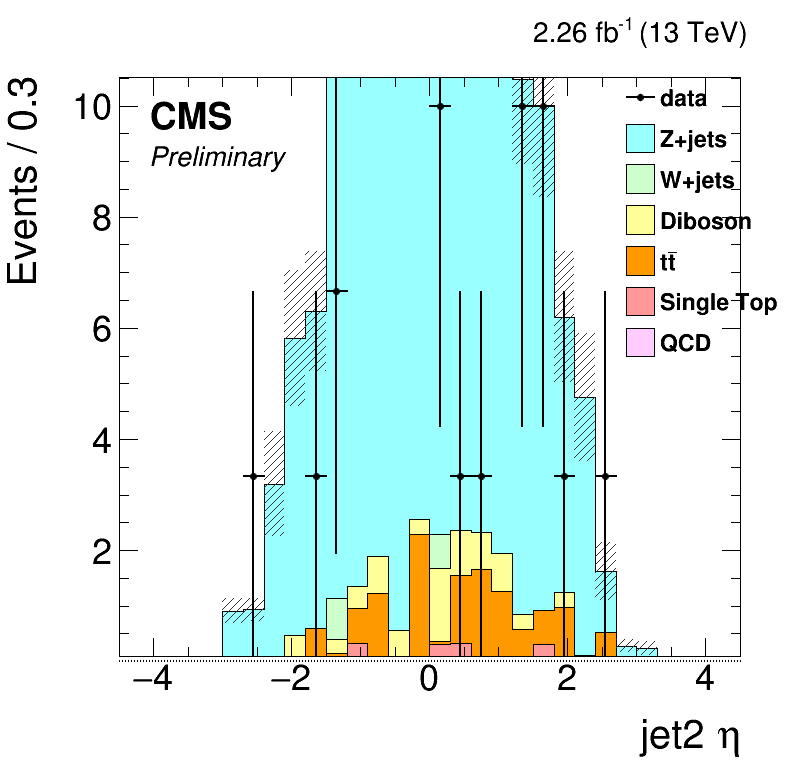 2.26 fb⁻¹ (13 TeV)
Events / 0.3
10
8
6
4
2
CMS
Preliminary
data
Z+jets
W+jets
Diboson
tt̄
Single Top
QCD
−4 −2 0 2 4
jet2 η